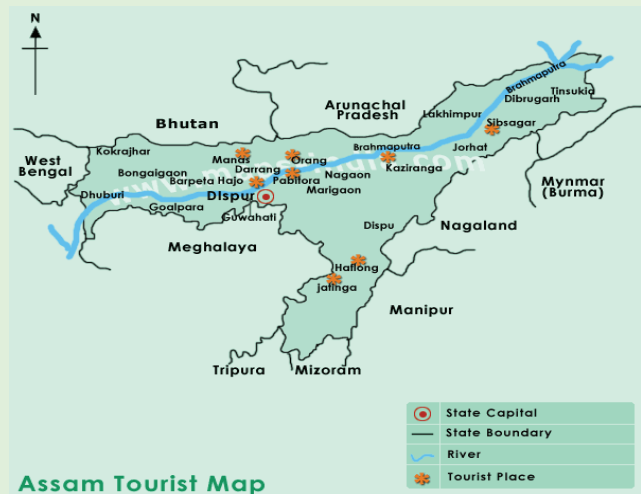 N
Brahmaputra
Tinsukia
Dibrugarh
Arunachal
Pradesh
Lakhimpur
Sibsagar
Bhutan
Kokrajhar
Manas
Orang
Brahmaputra
Jorhat
West
Bengal
Bongaigaon
Darrang
Nagaon
Kaziranga
Barpeta Hajo
Pabitora
Marigaon
Mynmar
(Burma)
Dhuburi
Goalpara
Dispur
Guwahati
Dispu
Nagaland
Meghalaya
Haflong
jatinga
Manipur
Tripura
Mizoram
State Capital
State Boundary
River
Tourist Place
Assam Tourist Map